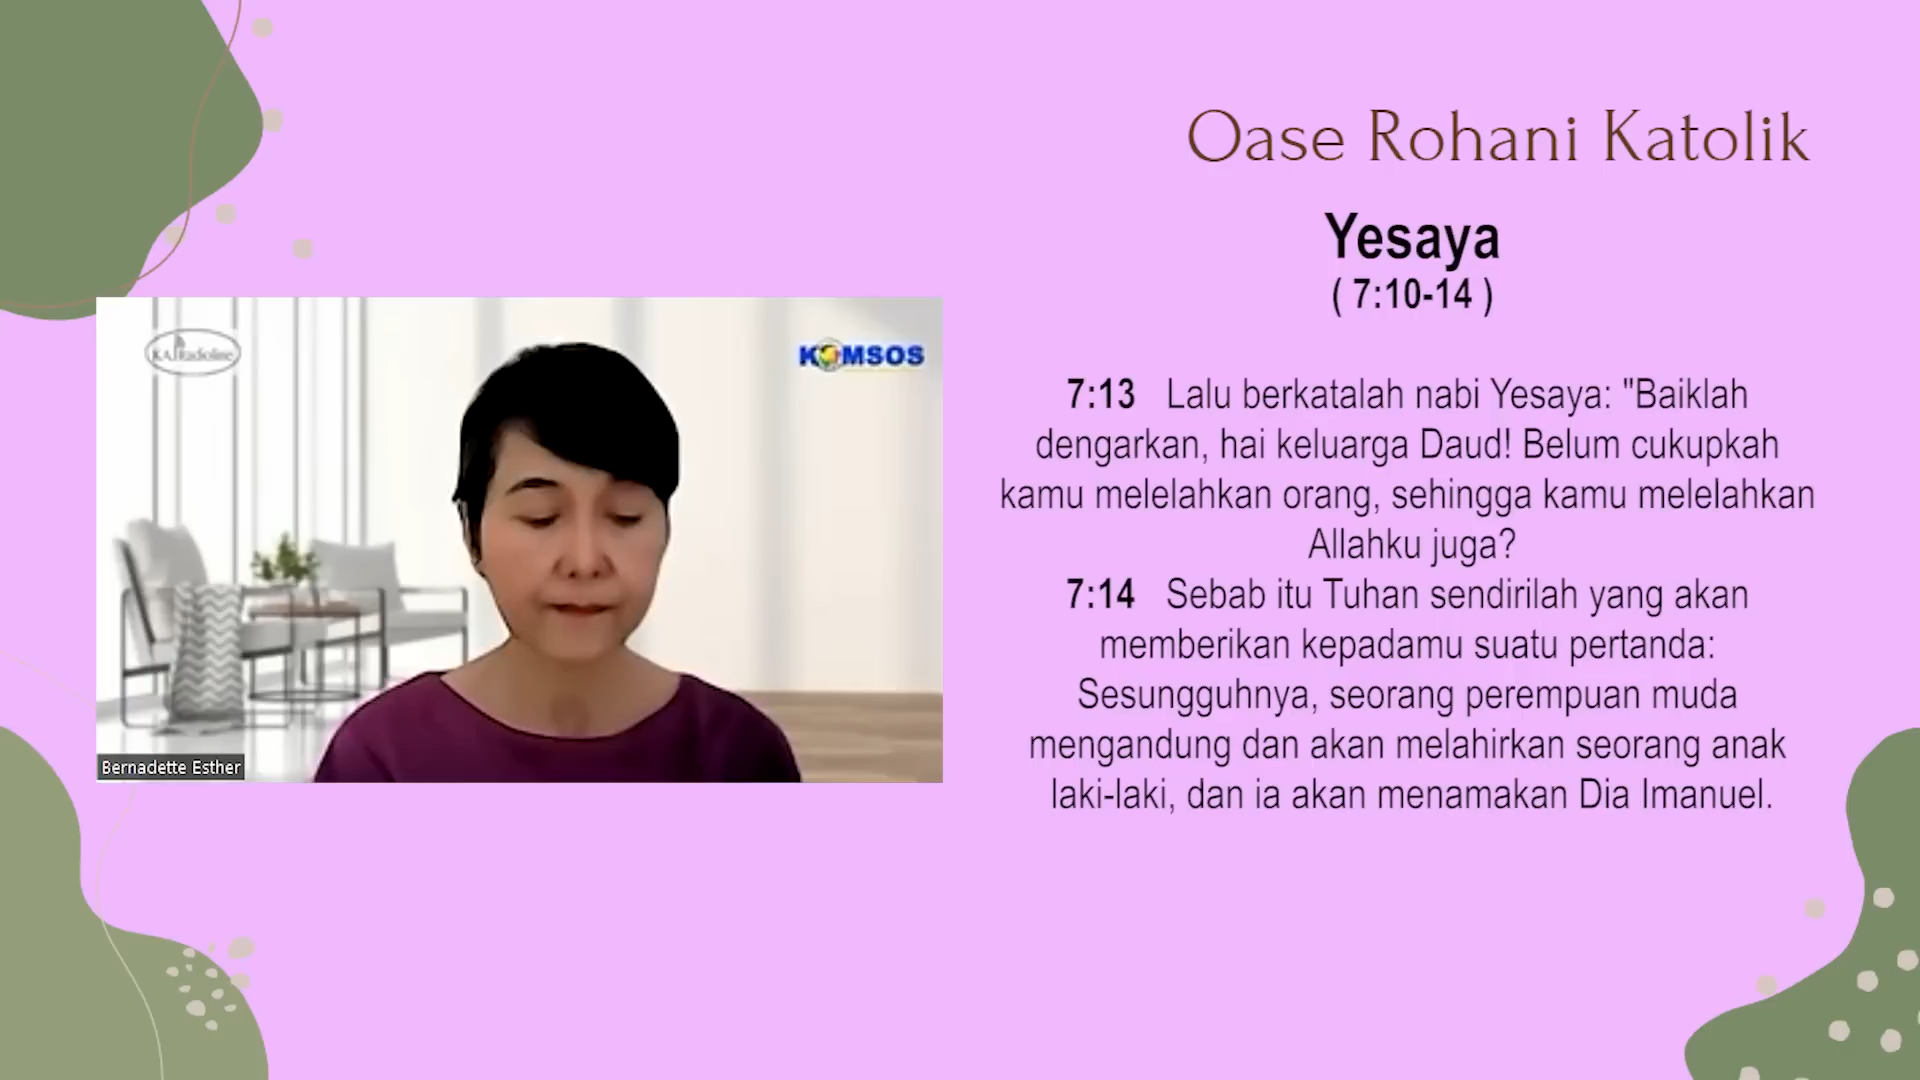 Oase Rohani Katolik
Yesaya
( 7:10-14 )
7:13 Lalu berkatalah nabi Yesaya: "Baiklah
dengarkan, hai keluarga Daud! Belum cukupkah
kamu melelahkan orang, sehingga kamu melelahkan
Allahku juga?
7:14 Sebab itu Tuhan sendirilah yang akan
memberikan kepadamu suatu pertanda:
Sesungguhnya, seorang perempuan muda
mengandung dan akan melahirkan seorang anak
laki-laki, dan ia akan menamakan Dia Imanuel.
KOMSOS
Bernadette Esther